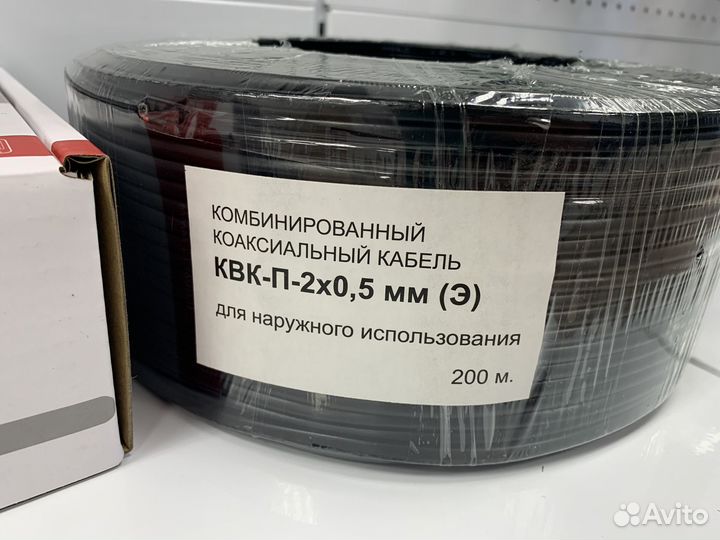 КОМБИНИРОВАННЫЙ
КОАКСИАЛЬНЫЙ КАБЕЛЬ
КВК-П-2х0,5 мм (Э)
для наружного использования
200 м.
Avito